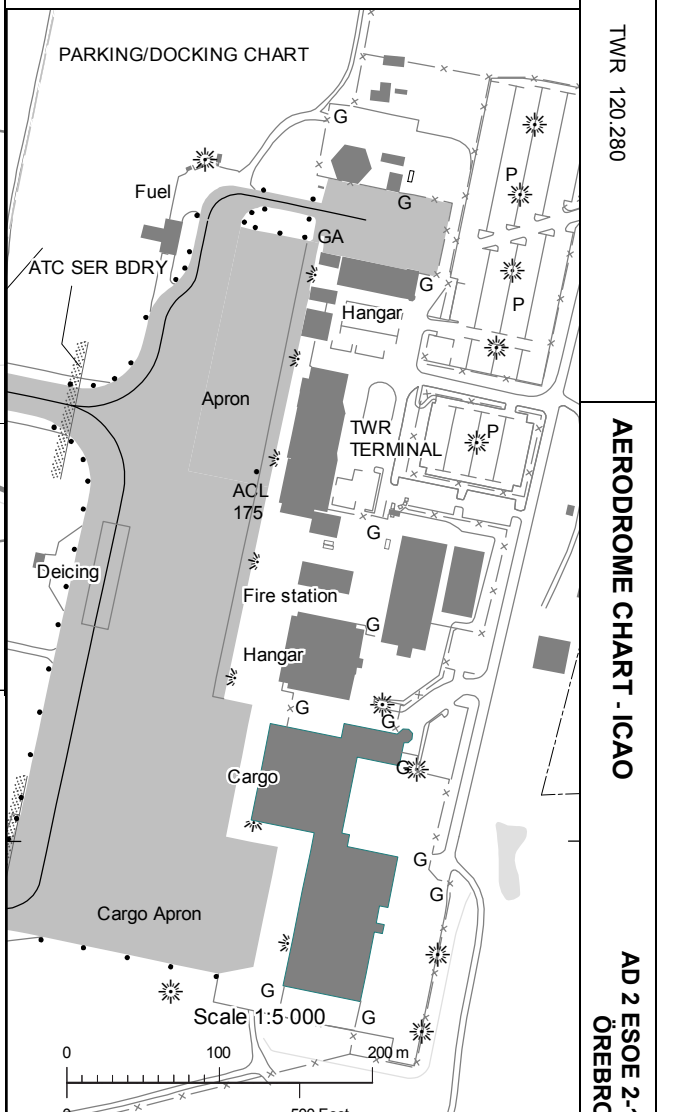 PARKING/DOCKING CHART
TWR 120.280
G
P
Fuel
G
GA
ATC SER BDRY
G
P
Hangar
Apron
TWR
TERMINAL
P
ACL
175
G
AERODROME CHART - ICAO
Deicing
Fire station
G
Hangar
G
G
Cargo
G
G
G
Cargo Apron
G
Scale 1:5 000
G
AD 2 ESOE 2-
ÖREBRO
0 100 200 m